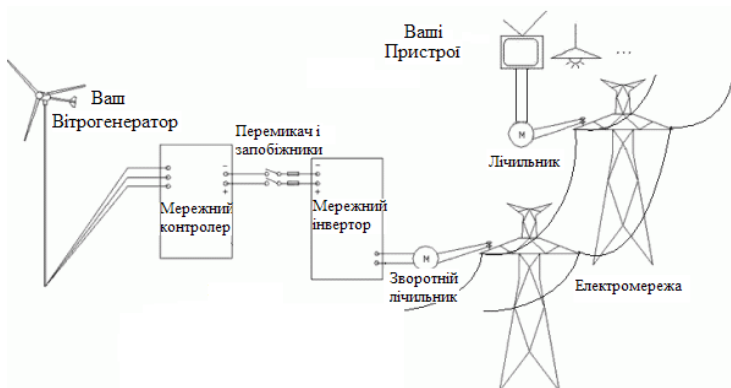 Ваші
Пристрої
...
Ваш
Вітрогенератор
Перемикач і
запобіжники
М
Лічильник
-
+
-
+
Мережний
контролер
Мережний
інвертор
-
+
М
Зворотній
лічильник
Електромережа